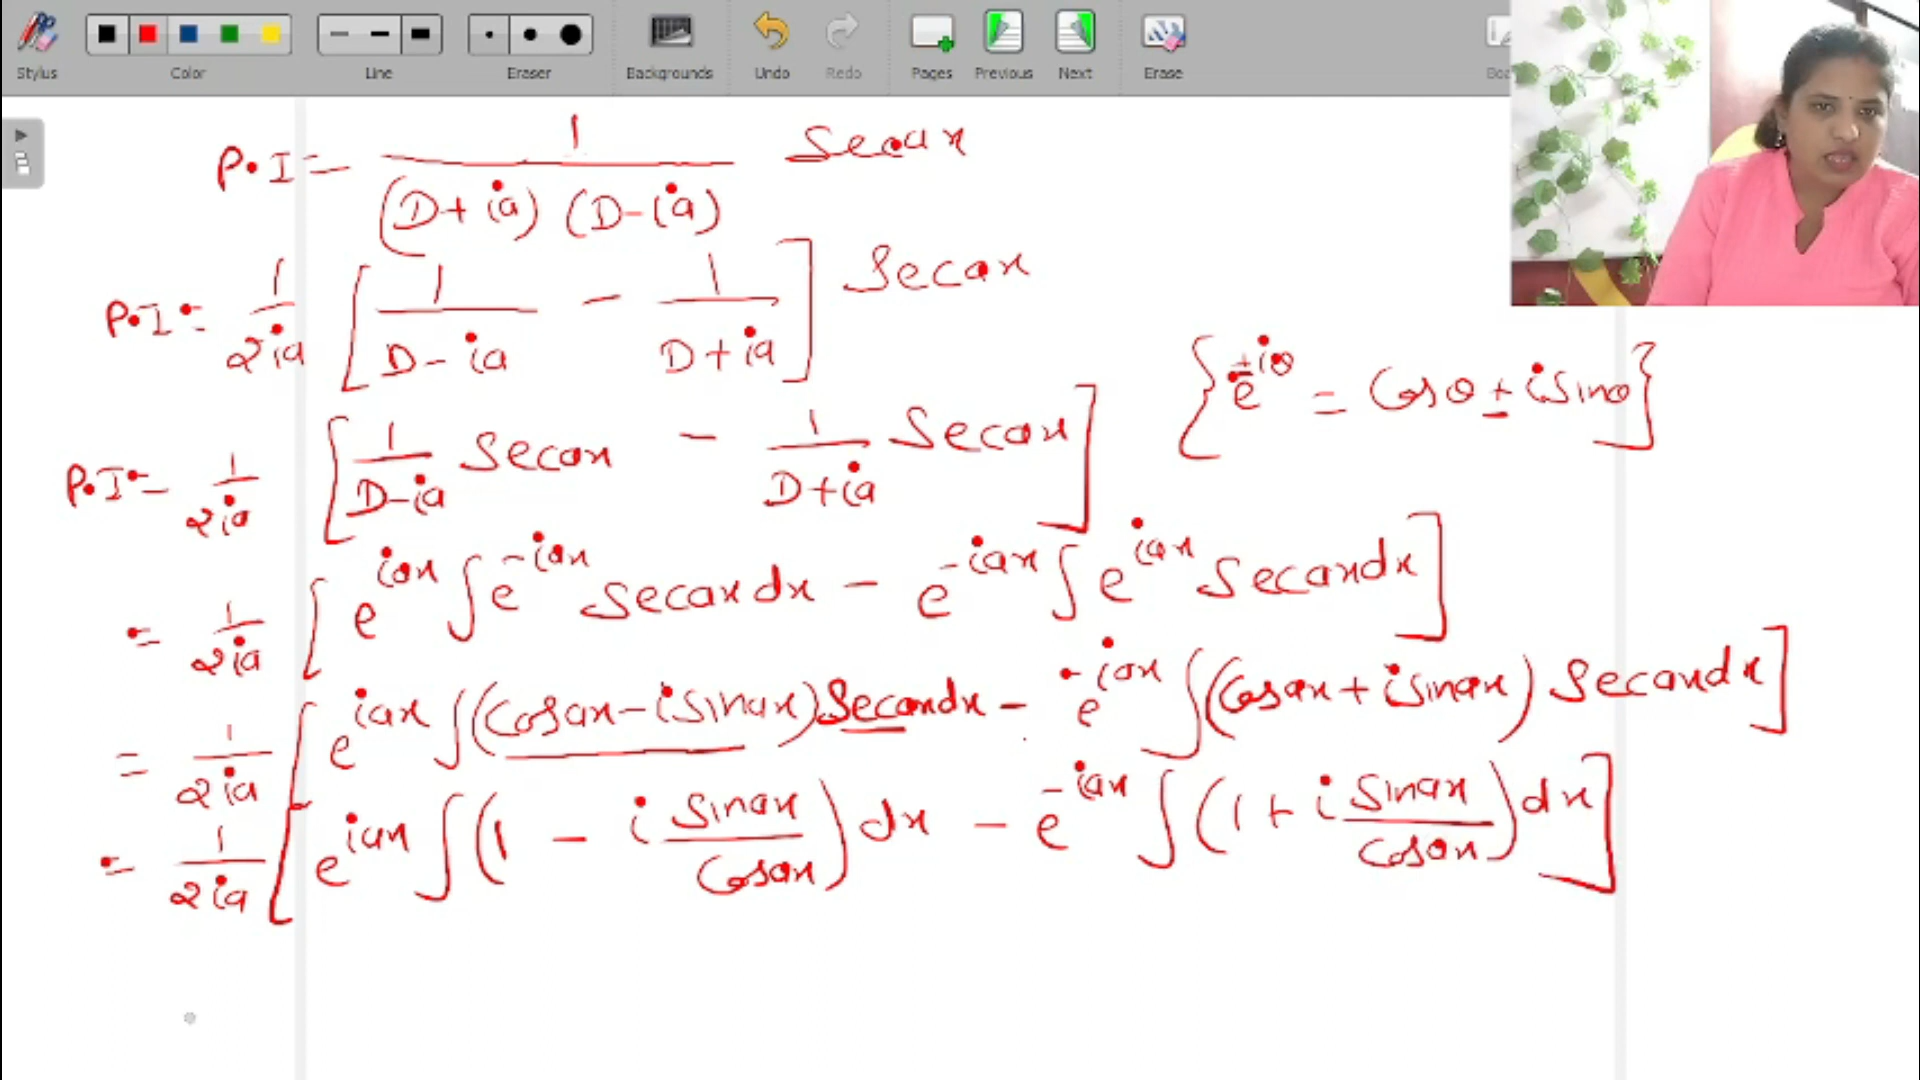 Stylus Color Line Eraser Backgrounds Undo Redo Pages Previous Next Erase
P.I = 1/((D+ia)(D-ia)) Secax
P.I = 1/2ia [1/(D-ia) - 1/(D+ia)] Secax
{e^±iθ = Cosθ ± iSinθ}
P.I = 1/2ia [1/(D-ia) Secax - 1/(D+ia) Secax]
= 1/2ia [e^iax ∫e^-iax Secax dx - e^-iax ∫e^iax Secax dx]
= 1/2ia [e^iax ∫(Cosax - iSinax) Secax dx - e^-iax ∫(Cosax + iSinax) Secax dx]
= 1/2ia [e^iax ∫(1 - i Sinax/Cosax) dx - e^-iax ∫(1 + i Sinax/Cosax) dx]